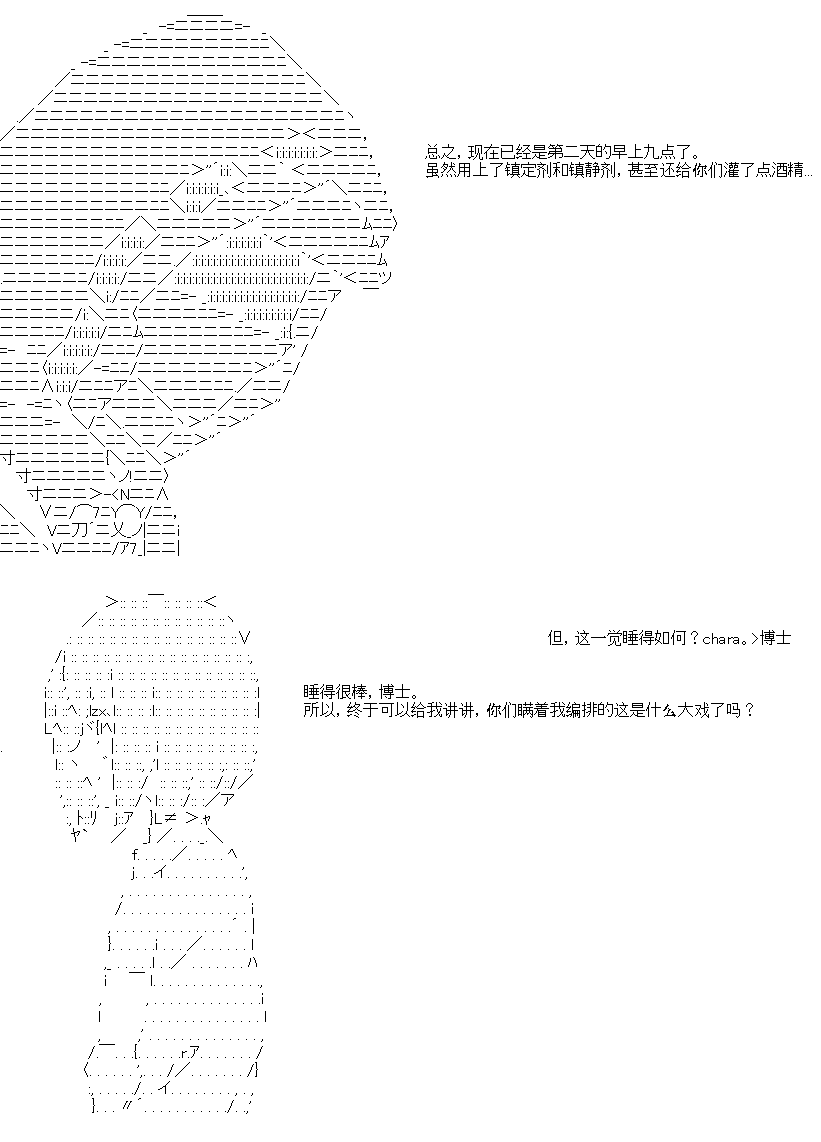 总之，现在已经是第二天的早上九点了。
虽然用上了镇定剂和镇静剂，甚至还给你们灌了点酒精...
但，这一觉睡得如何？chara。>博士
睡得很棒，博士。
所以，终于可以给我讲讲，你们瞒着我编排的这是什么大戏了吗？